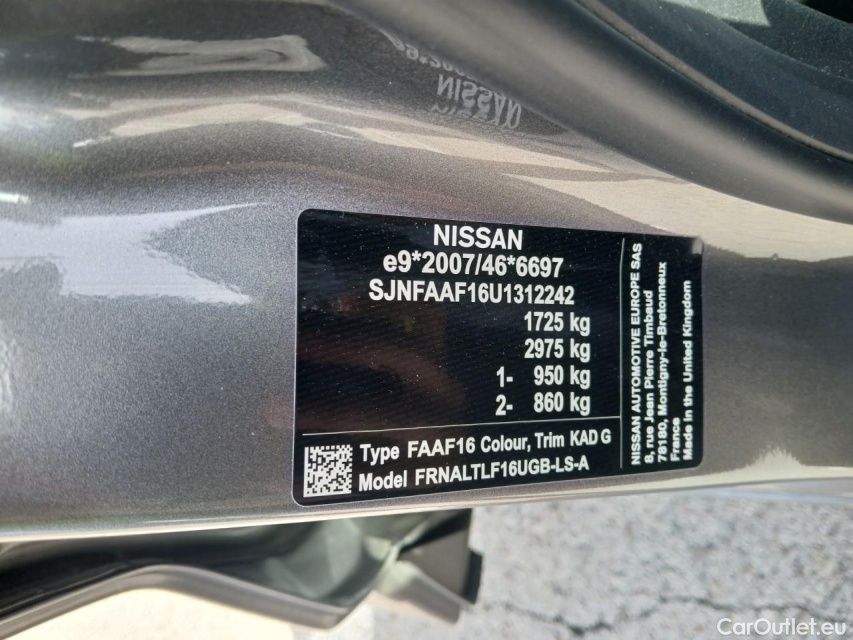 NISSAN
e9*2007/46*6697
SJNFAAF16U1312242
1725 kg
2975 kg
1- 950 kg
2- 860 kg
Type FAAF16 Colour, Trim KAD G
Model FRNALTLF16UGB-LS-A
NISSAN AUTOMOTIVE EUROPE SAS
8, rue Jean Pierre Timbaud
78180, Montigny-le-Bretonneux
France
Made in the United Kingdom
NISSAN
CarOutlet.eu